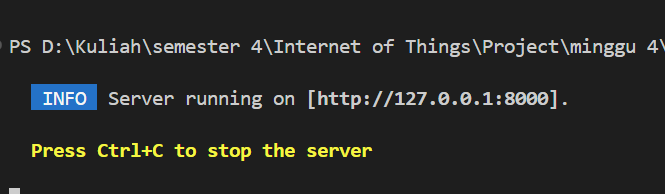 PS D:\Kuliah\semester 4\Internet of Things\Project\minggu 4\
INFO Server running on [http://127.0.0.1:8000].
Press Ctrl+C to stop the server